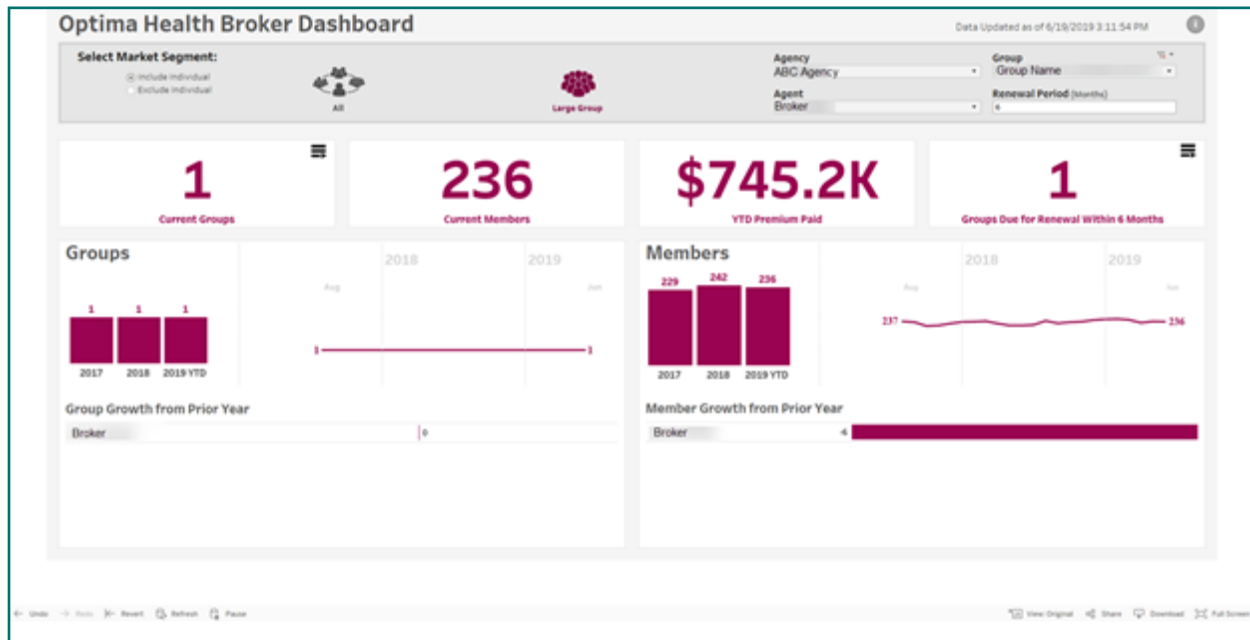 Optima Health Broker Dashboard
Data Updated as of 6/19/2019 3:11:54 PM
i
Select Market Segment:
Include Individual
Exclude Individual
All
Large Group
Agency
ABC Agency
Group
Group Name
Agent
Broker
Renewal Period (Months)
6
1
Current Groups
236
Current Members
$745.2K
YTD Premium Paid
1
Groups Due for Renewal Within 6 Months
Groups
2018
2019
Aug
Jun
1
1
1
2017
2018
2019 YTD
1
1
Group Growth from Prior Year
Broker
0
Members
2018
2019
Aug
Jun
229
242
236
2017
2018
2019 YTD
237
236
Member Growth from Prior Year
Broker
-6
Undo
Redo
Revert
Refresh
Pause
View: Original
Share
Download
Full Screen